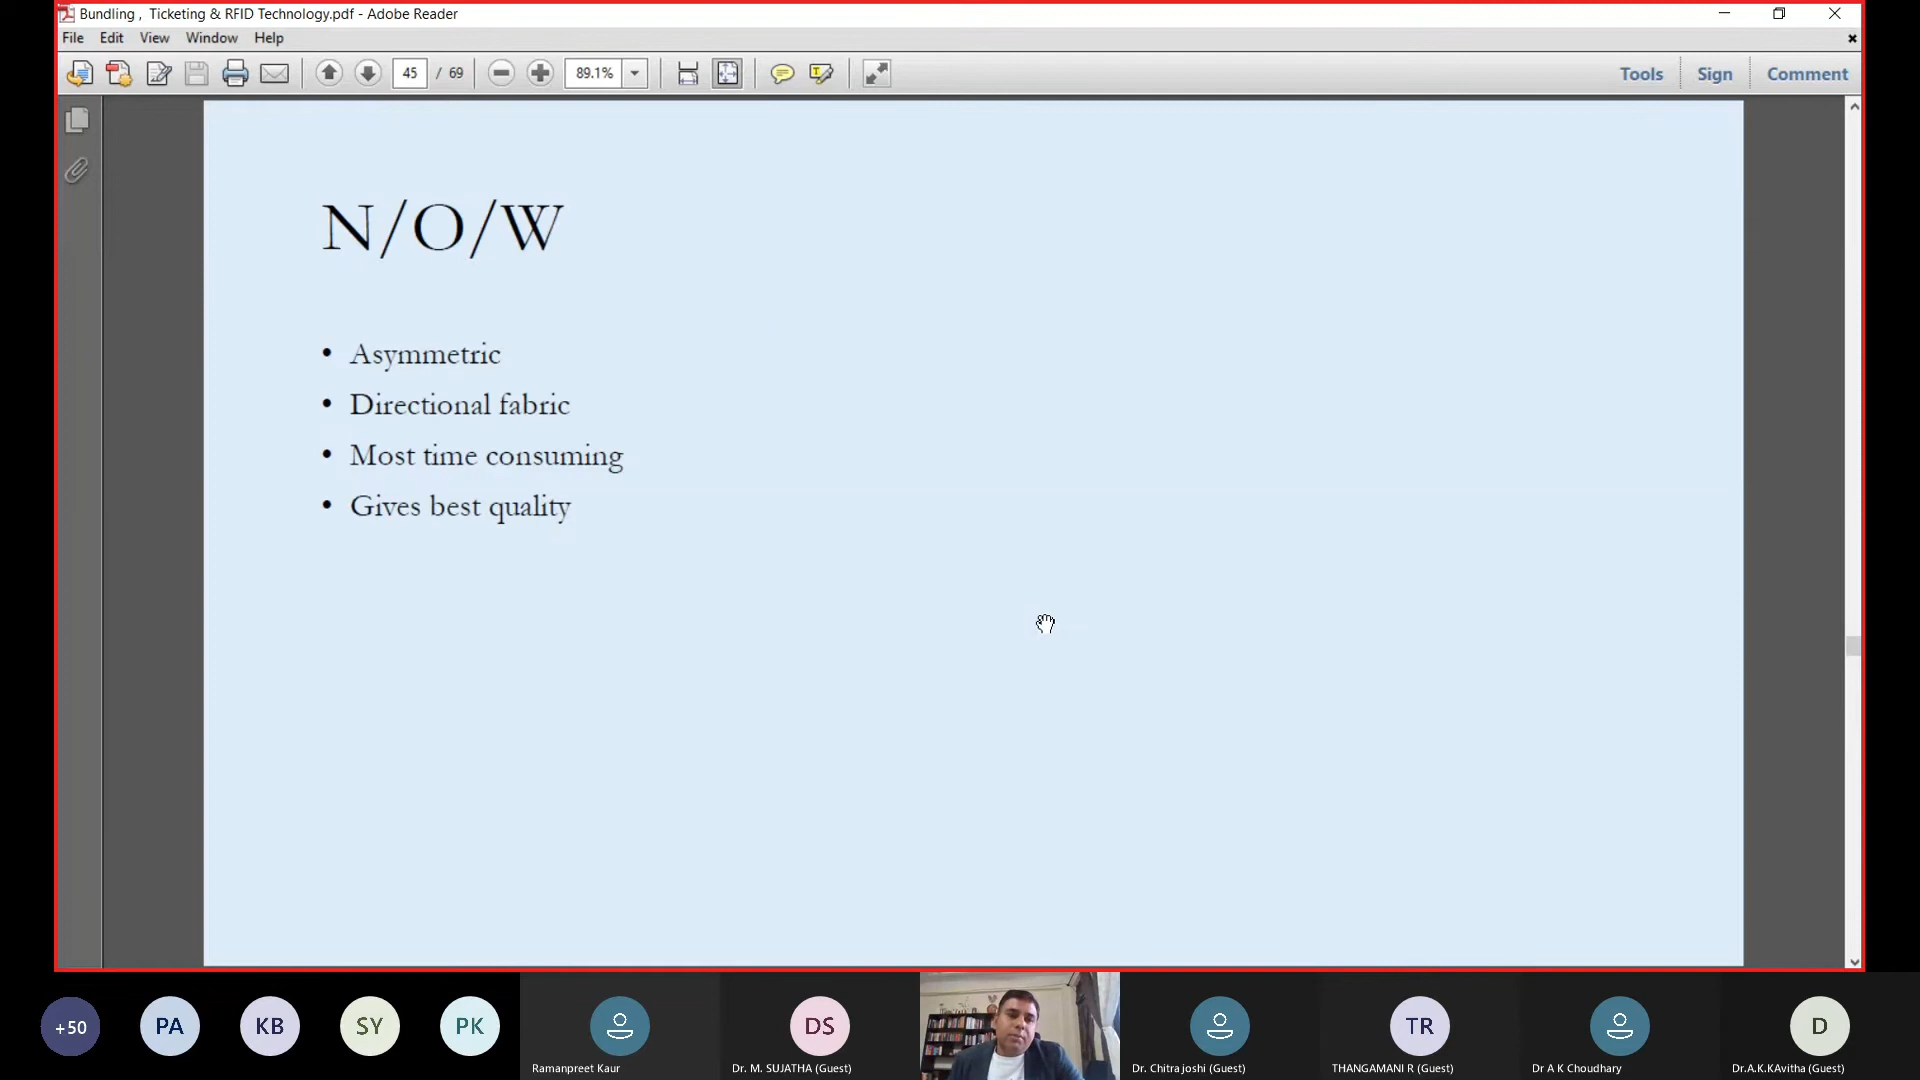 Bundling , Ticketing & RFID Technology.pdf - Adobe Reader
File Edit View Window Help
45 / 69 89.1% Tools Sign Comment
N/O/W
• Asymmetric
• Directional fabric
• Most time consuming
• Gives best quality
+50 PA KB SY PK DS TR D
Ramanpreet Kaur Dr. M. SUJATHA (Guest) Dr. Chitra joshi (Guest) THANGAMANI R (Guest) Dr A K Choudhary Dr.A.K.KAvitha (Guest)